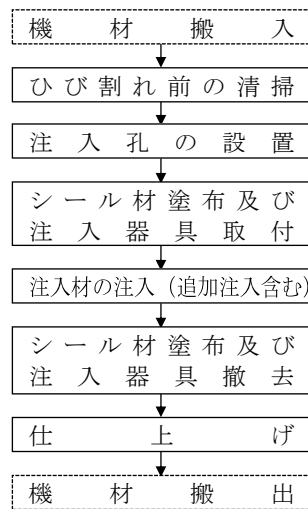 機材搬入
ひび割れ前の清掃
注入孔の設置
シール材塗布及び
注入器具取付
注入材の注入（追加注入含む）
シール材塗布及び
注入器具撤去
仕上げ
機材搬出